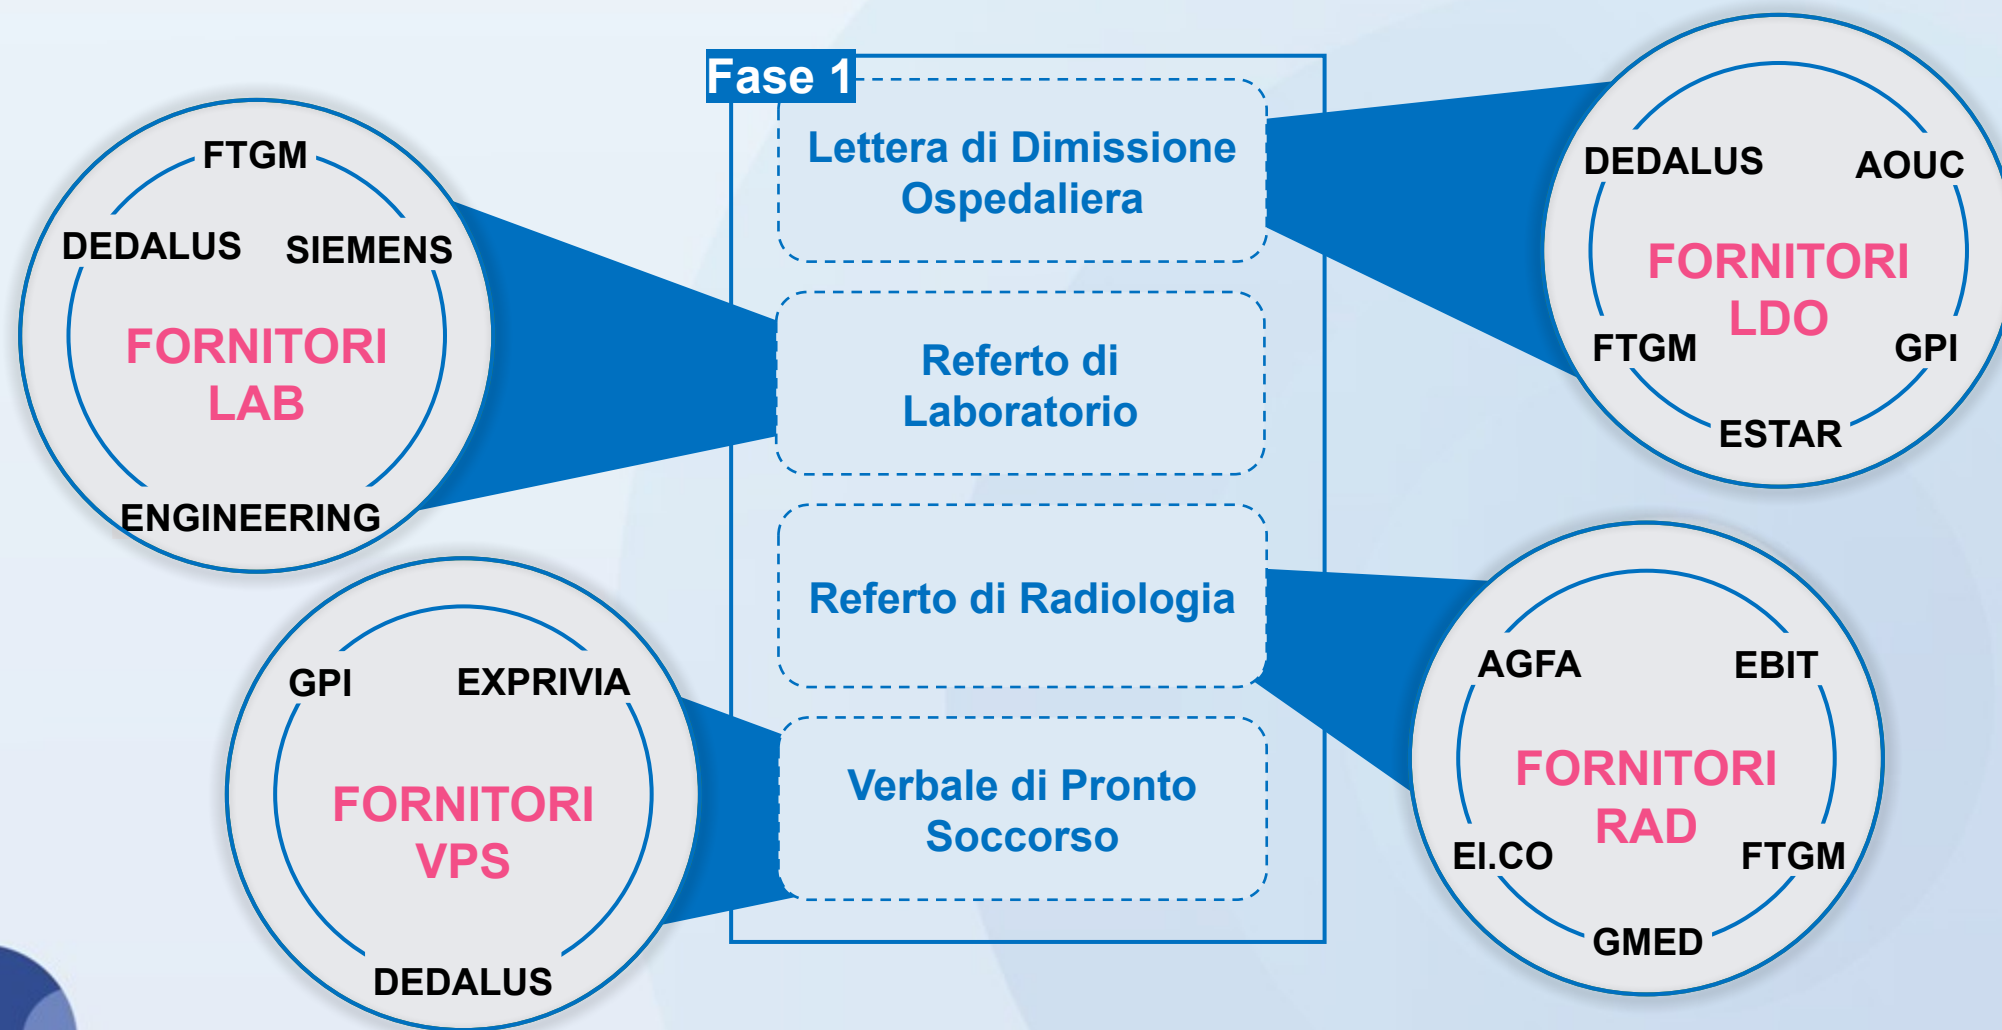 Fase 1
Lettera di Dimissione
Ospedaliera
Referto di
Laboratorio
Referto di Radiologia
Verbale di Pronto
Soccorso
FTGM
DEDALUS
SIEMENS
FORNITORI
LAB
ENGINEERING
GPI
EXPRIVIA
FORNITORI
VPS
DEDALUS
DEDALUS
AOUC
FORNITORI
LDO
FTGM
GPI
ESTAR
AGFA
EBIT
FORNITORI
RAD
EI.CO
FTGM
GMED